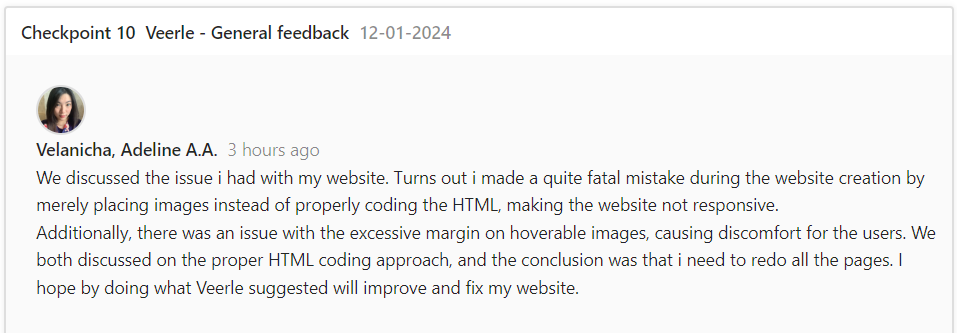 Checkpoint 10 Veerle - General feedback 12-01-2024
Velanicha, Adeline A.A. 3 hours ago
We discussed the issue i had with my website. Turns out i made a quite fatal mistake during the website creation by
merely placing images instead of properly coding the HTML, making the website not responsive.
Additionally, there was an issue with the excessive margin on hoverable images, causing discomfort for the users. We
both discussed on the proper HTML coding approach, and the conclusion was that i need to redo all the pages. I
hope by doing what Veerle suggested will improve and fix my website.